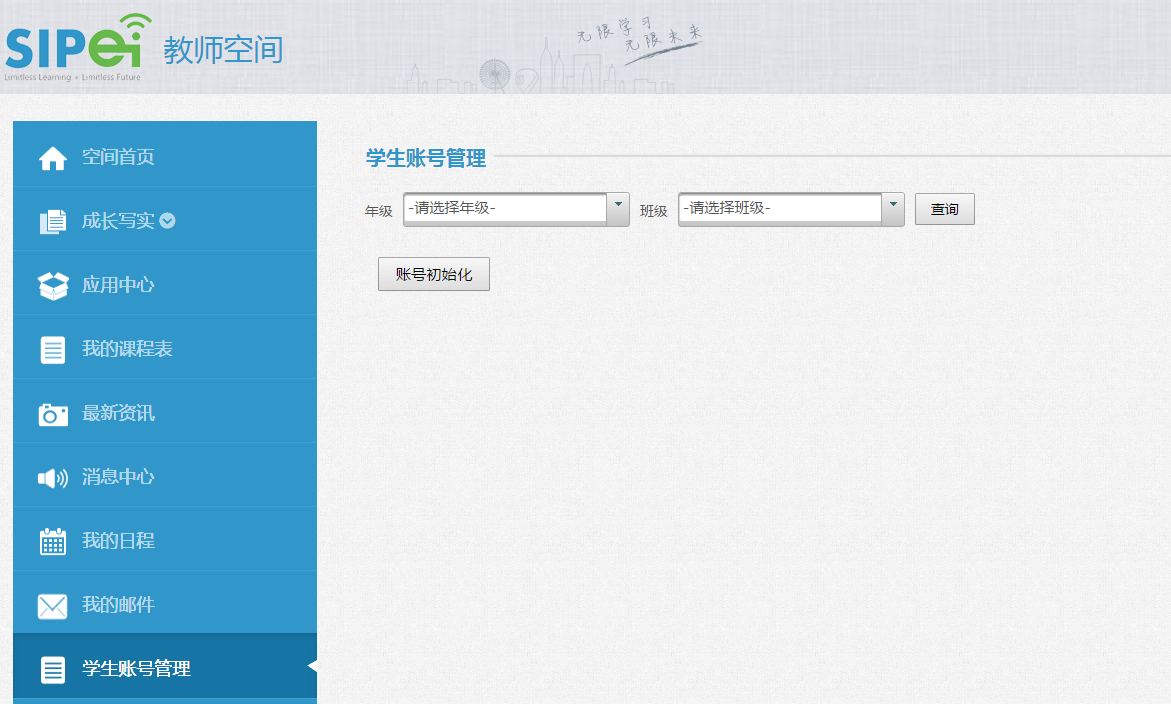 SIPei
Limitless Learning + Limitless Future
教师空间
无限学习
无限未来
空间首页
成长写实
应用中心
我的课程表
最新资讯
消息中心
我的日程
我的邮件
学生账号管理
学生账号管理
年级 -请选择年级- 班级 -请选择班级- 查询
账号初始化